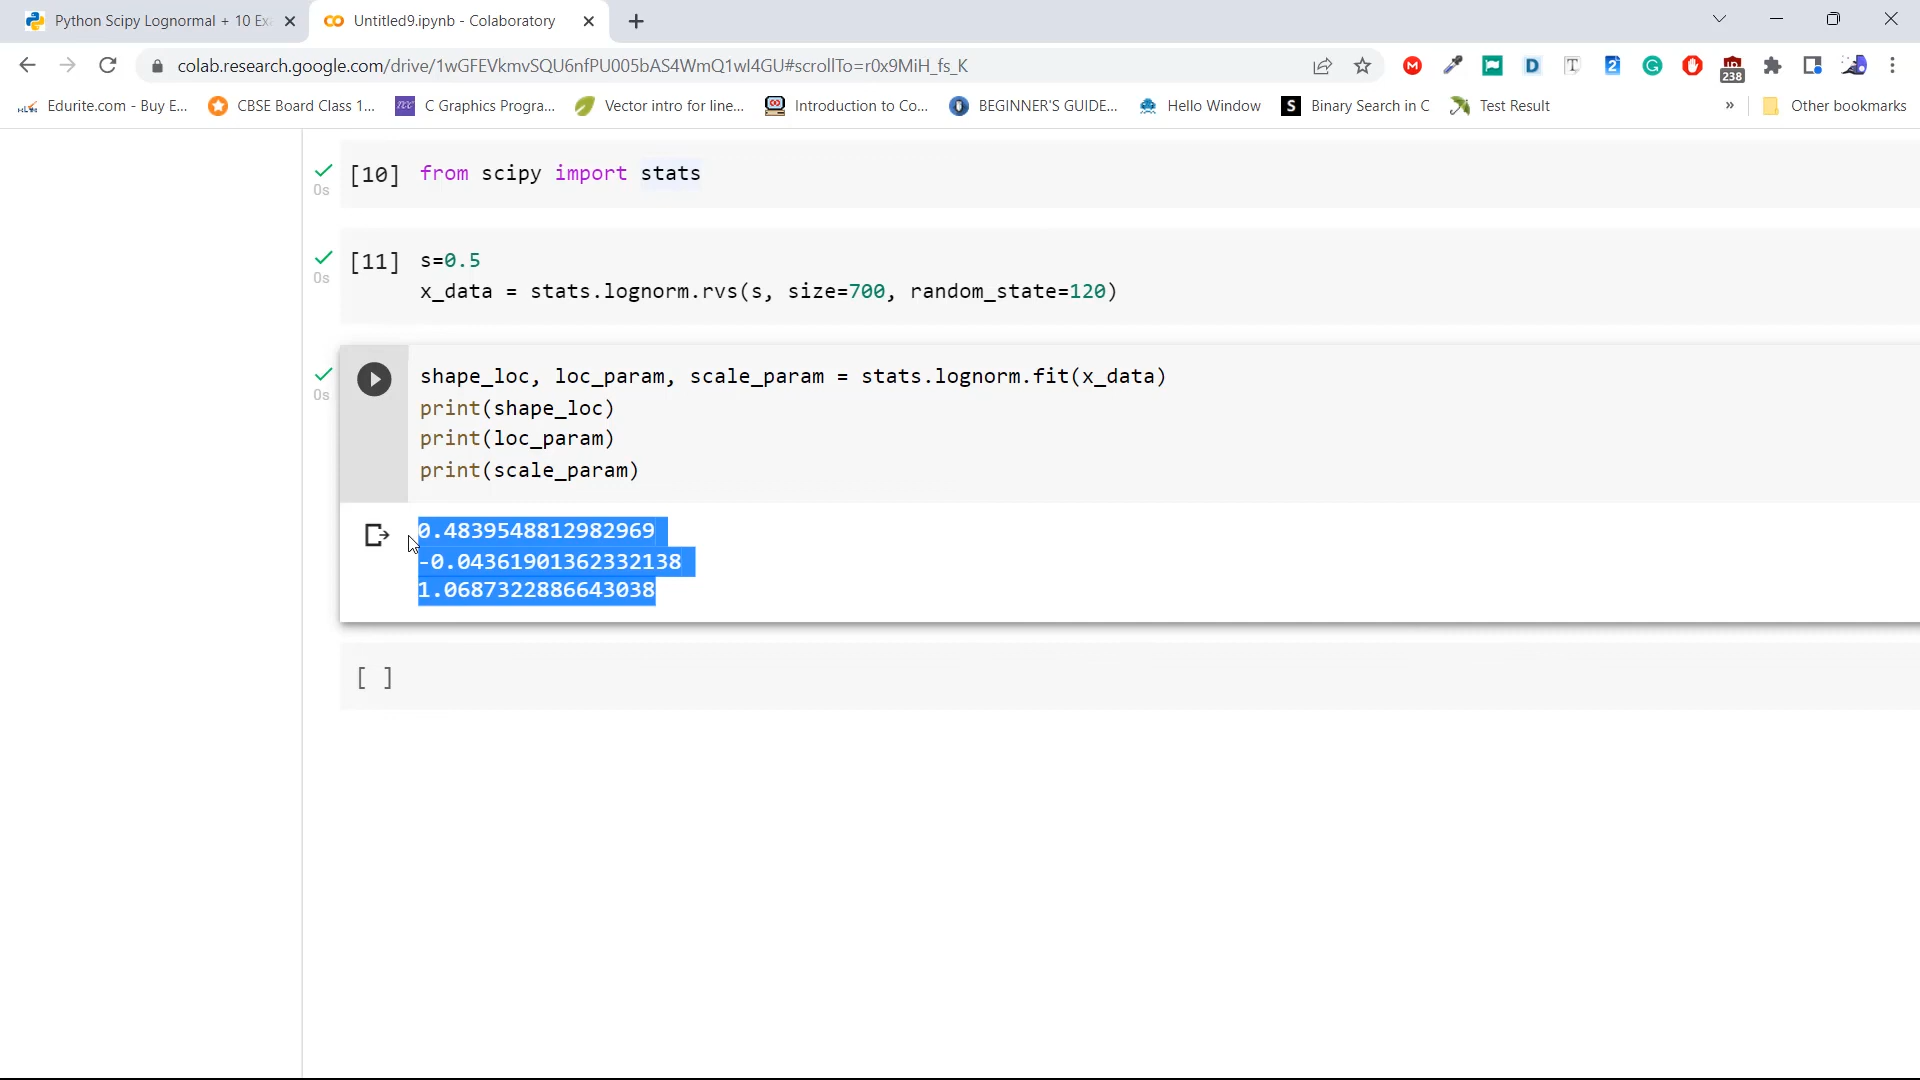 Python Scipy Lognormal + 10 Ex
Untitled9.ipynb - Colaboratory
colab.research.google.com/drive/1wGFEVkmvSQU6nfPU005bAS4WmQ1wI4GU#scrollTo=r0x9MiH_fs_K
238
Edurite.com - Buy E...
CBSE Board Class 1...
C Graphics Progra...
Vector intro for line...
Introduction to Co...
BEGINNER'S GUIDE...
Hello Window
Binary Search in C
Test Result
» Other bookmarks
[10] from scipy import stats
0s
[11] s=0.5
0s
x_data = stats.lognorm.rvs(s, size=700, random_state=120)
shape_loc, loc_param, scale_param = stats.lognorm.fit(x_data)
0s
print(shape_loc)
print(loc_param)
print(scale_param)
0.4839548812982969
-0.04361901362332138
1.0687322886643038
[ ]